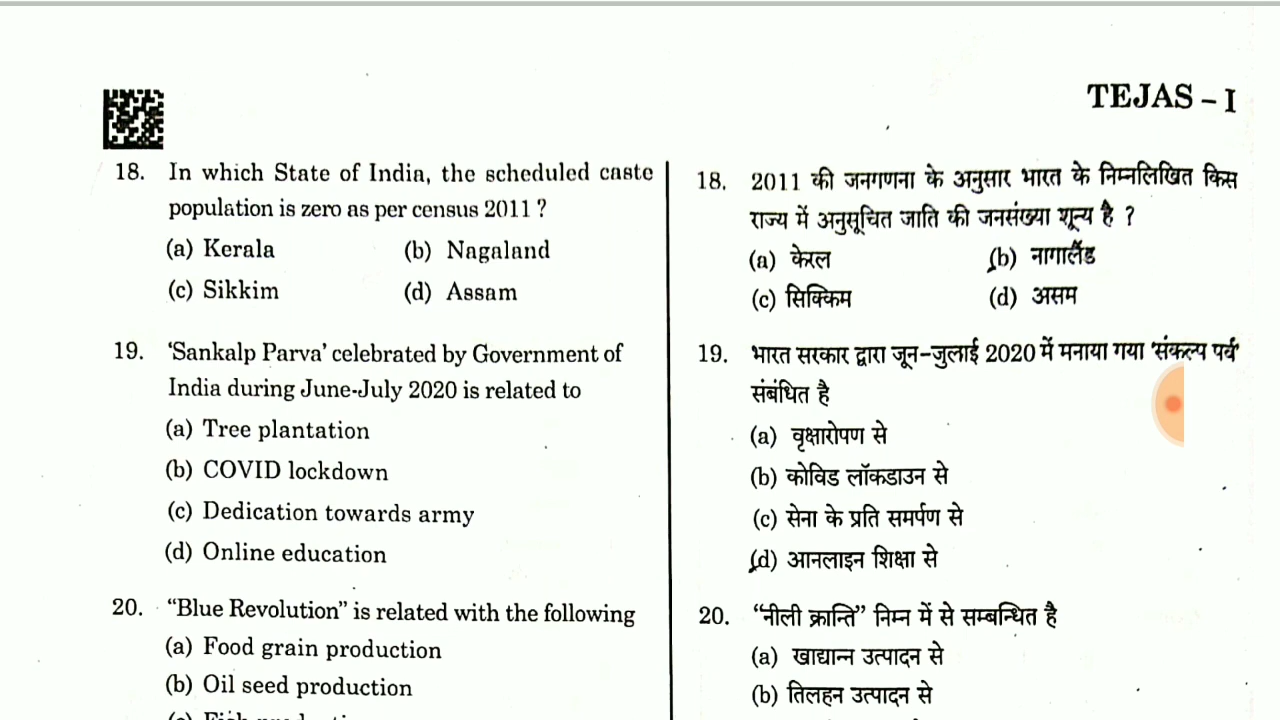 TEJAS – I
18. In which State of India, the scheduled caste
population is zero as per census 2011 ?
(a) Kerala (b) Nagaland
(c) Sikkim (d) Assam
19. 'Sankalp Parva' celebrated by Government of
India during June-July 2020 is related to
(a) Tree plantation
(b) COVID lockdown
(c) Dedication towards army
(d) Online education
20. "Blue Revolution" is related with the following
(a) Food grain production
(b) Oil seed production
18. 2011 की जनगणना के अनुसार भारत के निम्नलिखित किस
राज्य में अनुसूचित जाति की जनसंख्या शून्य है ?
(a) केरल (b) नागालैंड
(c) सिक्किम (d) असम
19. भारत सरकार द्वारा जून-जुलाई 2020 में मनाया गया 'संकल्प पर्व'
संबंधित है
(a) वृक्षारोपण से
(b) कोविड लॉकडाउन से
(c) सेना के प्रति समर्पण से
(d) आनलाइन शिक्षा से
20. "नीली क्रान्ति" निम्न में से सम्बन्धित है
(a) खाद्यान्न उत्पादन से
(b) तिलहन उत्पादन से